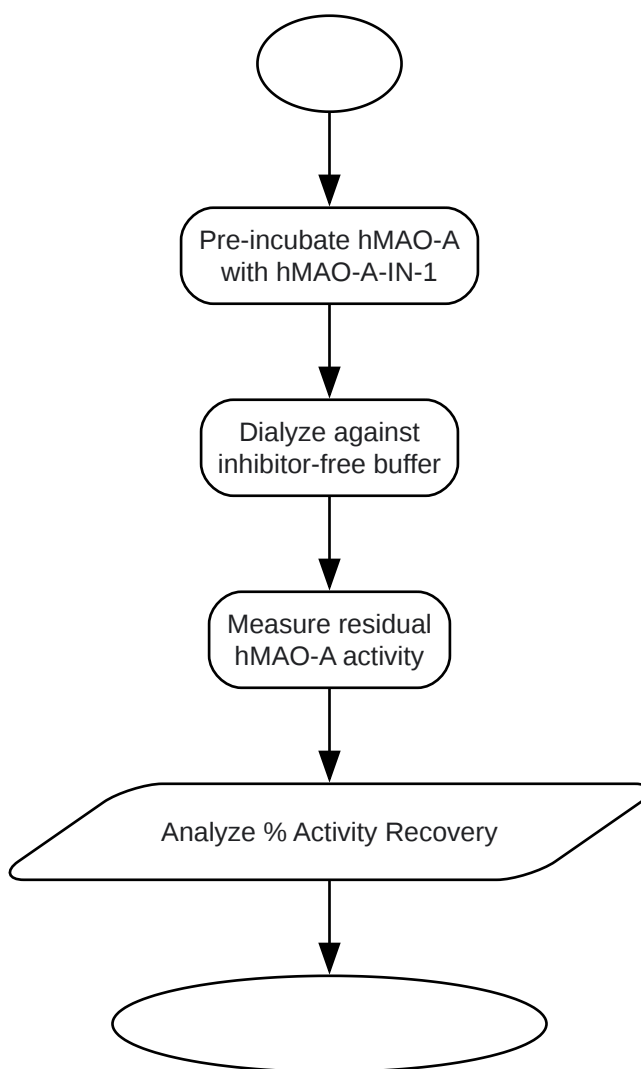 Pre-incubate hMAO-A
with hMAO-A-IN-1
Dialyze against
inhibitor-free buffer
Measure residual
hMAO-A activity
Analyze % Activity Recovery